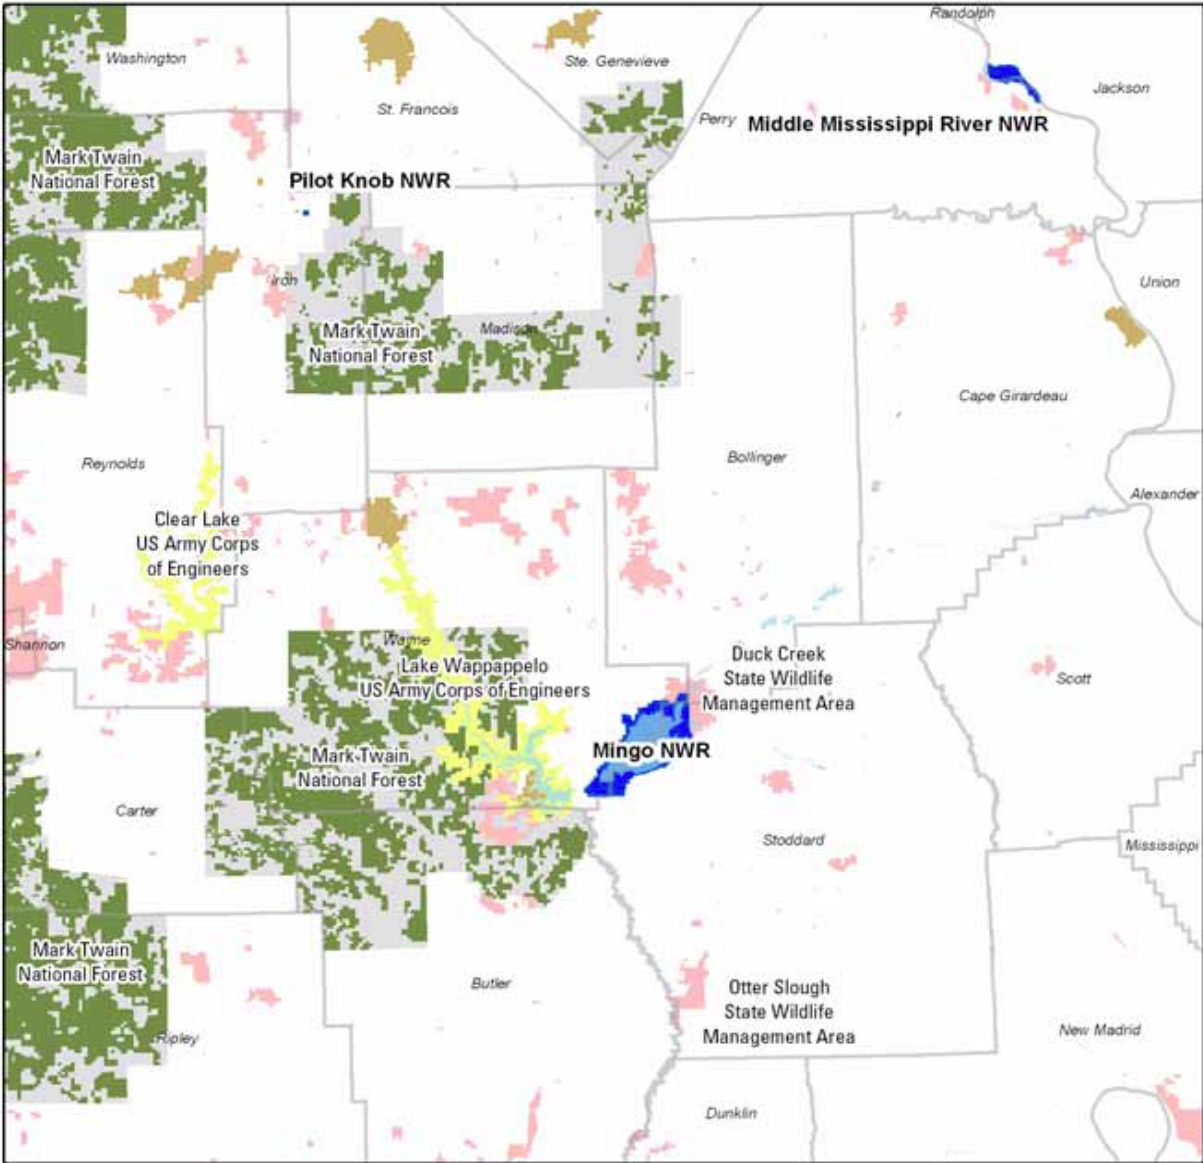 Randolph
Washington
Ste. Genevieve
Jackson
St. Francois
Perry
Middle Mississippi River NWR
Mark Twain
National Forest
Pilot Knob NWR
Iron
Union
Mark Twain
National Forest
Madison
Cape Girardeau
Reynolds
Bollinger
Alexander
Clear Lake
US Army Corps
of Engineers
Shannon
Wayne
Lake Wappappelo
US Army Corps of Engineers
Duck Creek
State Wildlife
Management Area
Scott
Mingo NWR
Mark Twain
National Forest
Carter
Stoddard
Mississippi
Mark Twain
National Forest
Butler
Otter Slough
State Wildlife
Management Area
Ripley
New Madrid
Dunklin